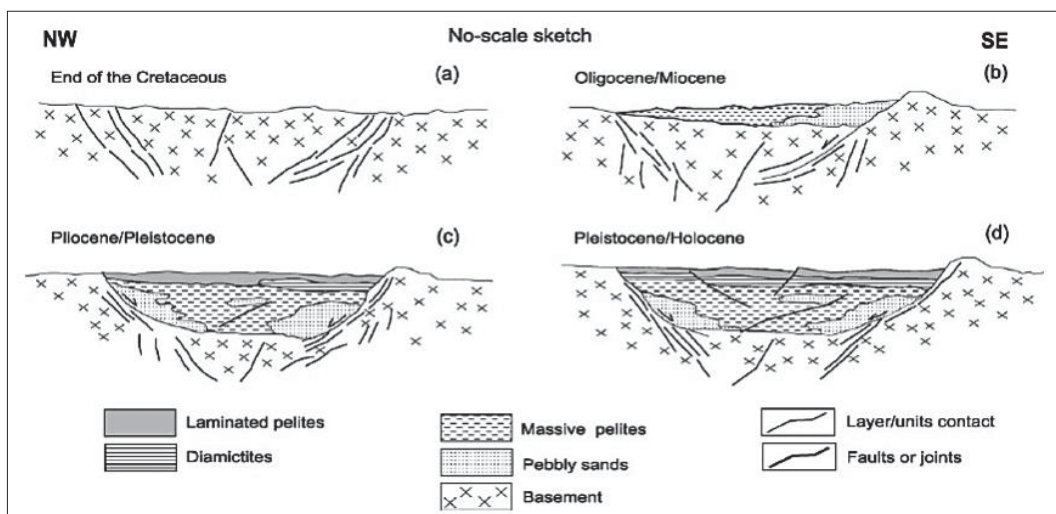 NW
No-scale sketch
SE
End of the Cretaceous
(a)
Oligocene/Miocene
(b)
Pliocene/Pleistocene
(c)
Pleistocene/Holocene
(d)
Laminated pelites
Diamictites
Massive pelites
Pebbly sands
Basement
Layer/units contact
Faults or joints